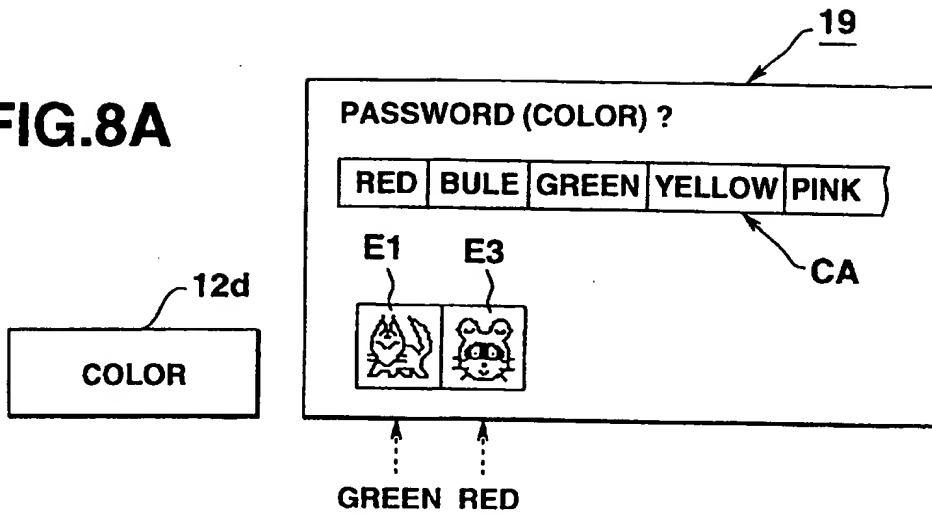 19
FIG.8A
PASSWORD (COLOR) ?
RED BULE GREEN YELLOW PINK
E1 E3 CA
12d
COLOR
GREEN RED